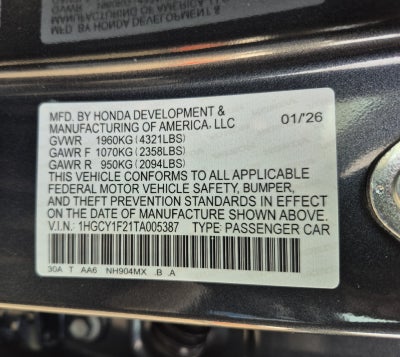 GVWR
MFD. BY HONDA DEVELOPMENT &
MANUFACTURING OF AMERICA, LLC 01/'26
GVWR 1960KG(4321LBS)
GAWR F 1070KG(2358LBS)
GAWR R 950KG(2094LBS)
THIS VEHICLE CONFORMS TO ALL APPLICABLE
FEDERAL MOTOR VEHICLE SAFETY, BUMPER,
AND THEFT PREVENTION STANDARDS IN EFFECT
ON THE DATE OF MANUFACTURE SHOWN ABOVE.
V.I.N.: 1HGCY1F21TA005387 TYPE: PASSENGER CAR
30A T AA6 NH904MX .B .A